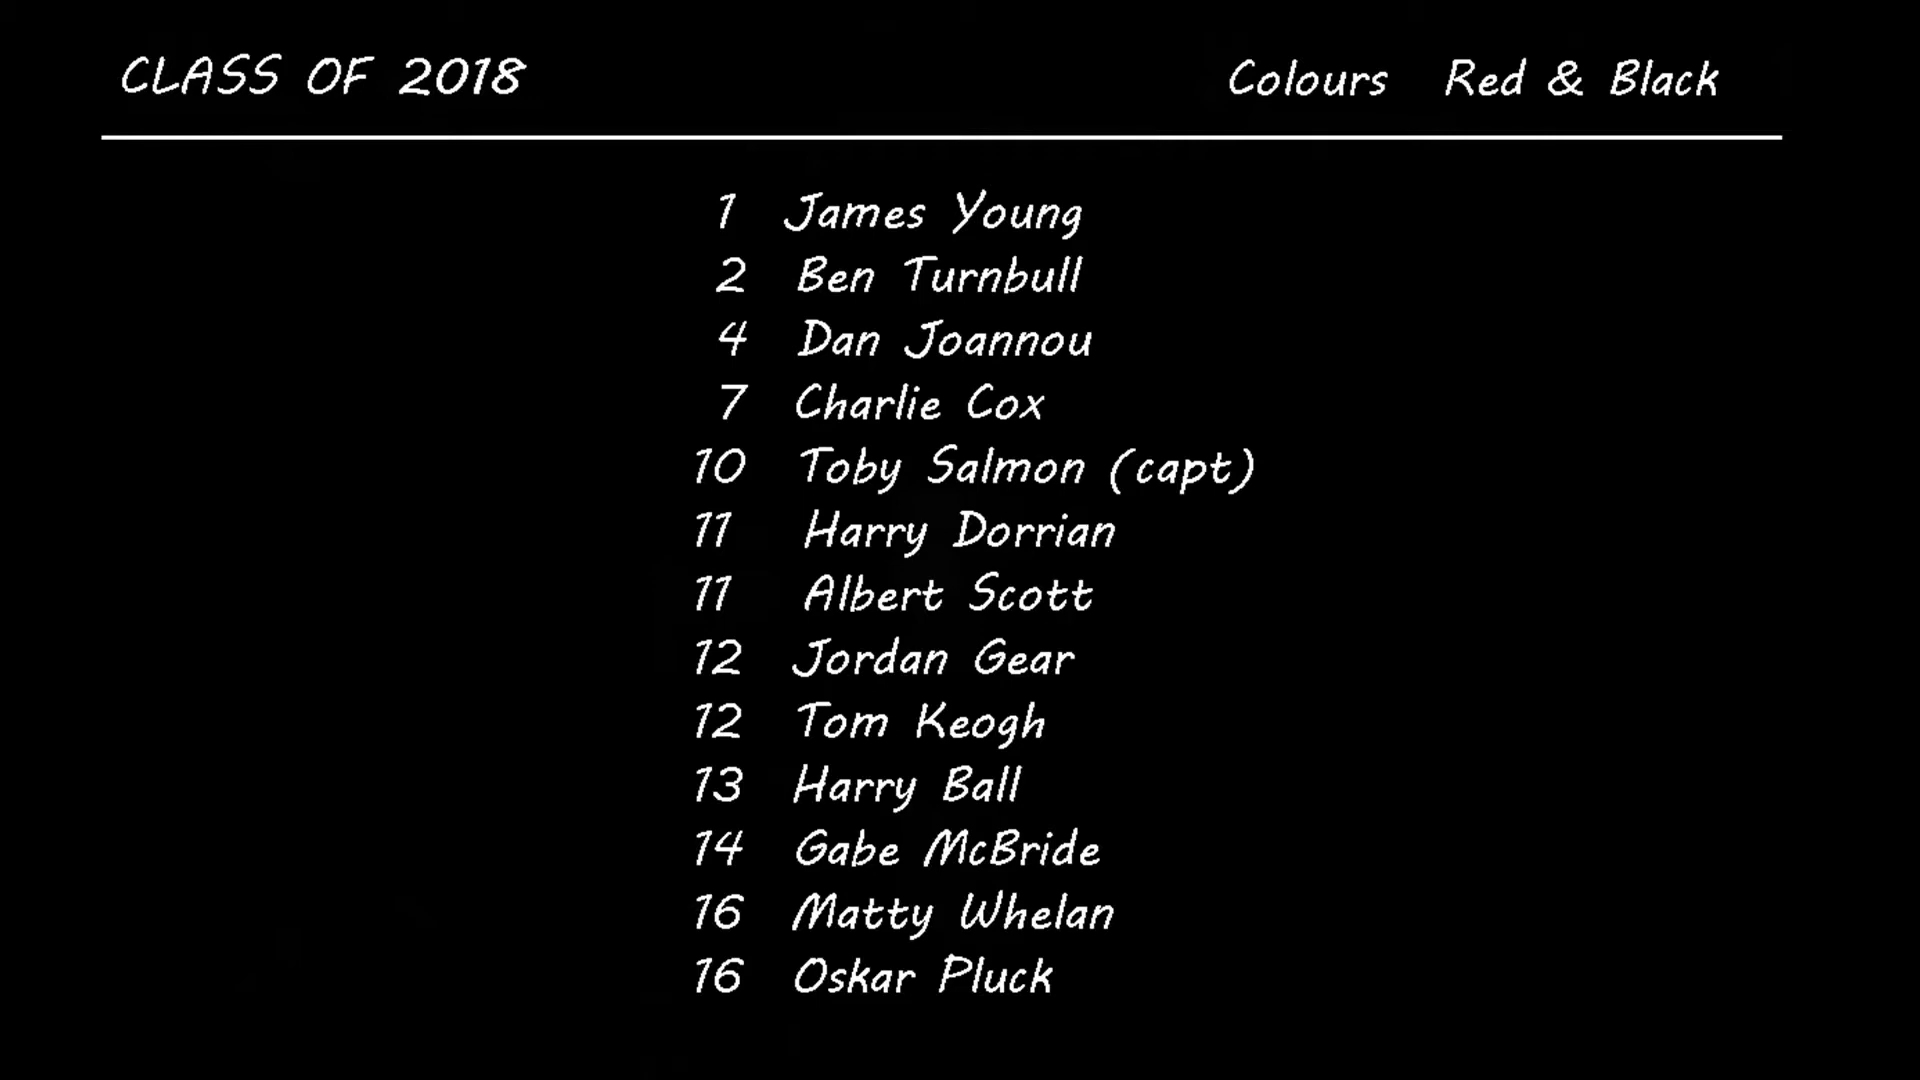 CLASS OF 2018 Colours Red & Black
1 James Young
2 Ben Turnbull
4 Dan Joannou
7 Charlie Cox
10 Toby Salmon (capt)
11 Harry Dorrian
11 Albert Scott
12 Jordan Gear
12 Tom Keogh
13 Harry Ball
14 Gabe McBride
16 Matty Whelan
16 Oskar Pluck